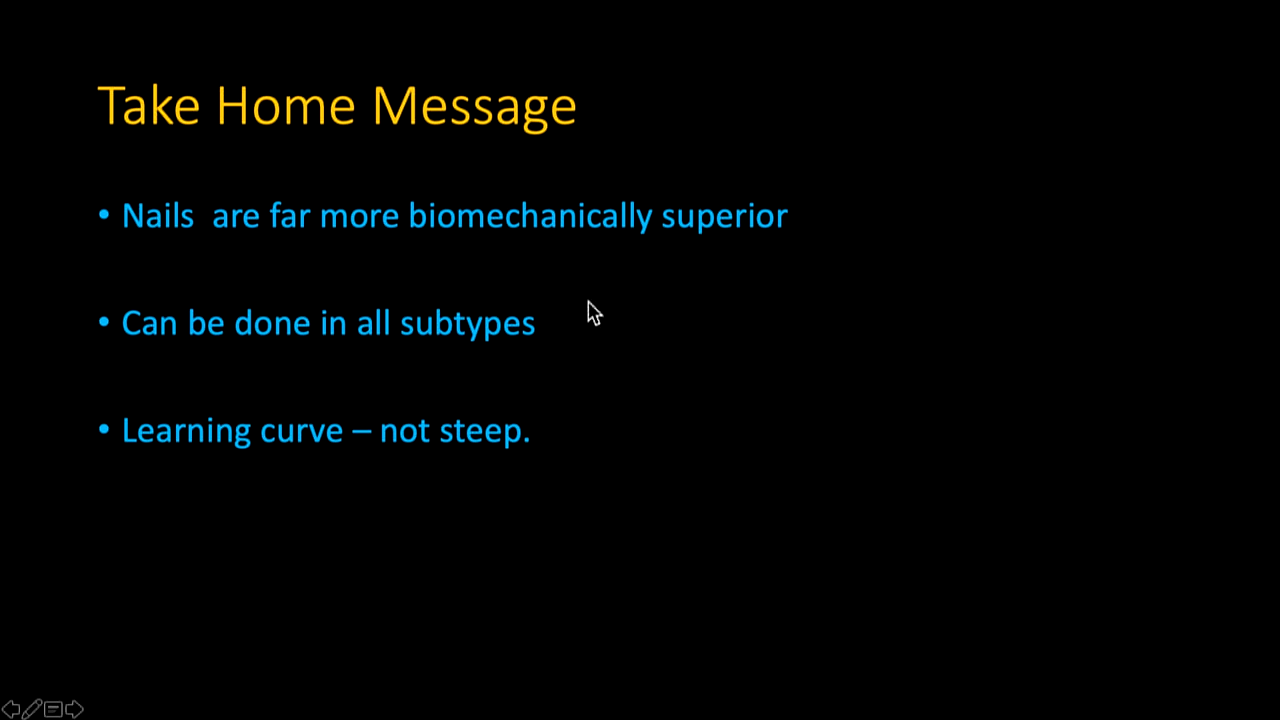 Take Home Message
• Nails  are far more biomechanically superior
• Can be done in all subtypes
• Learning curve – not steep.